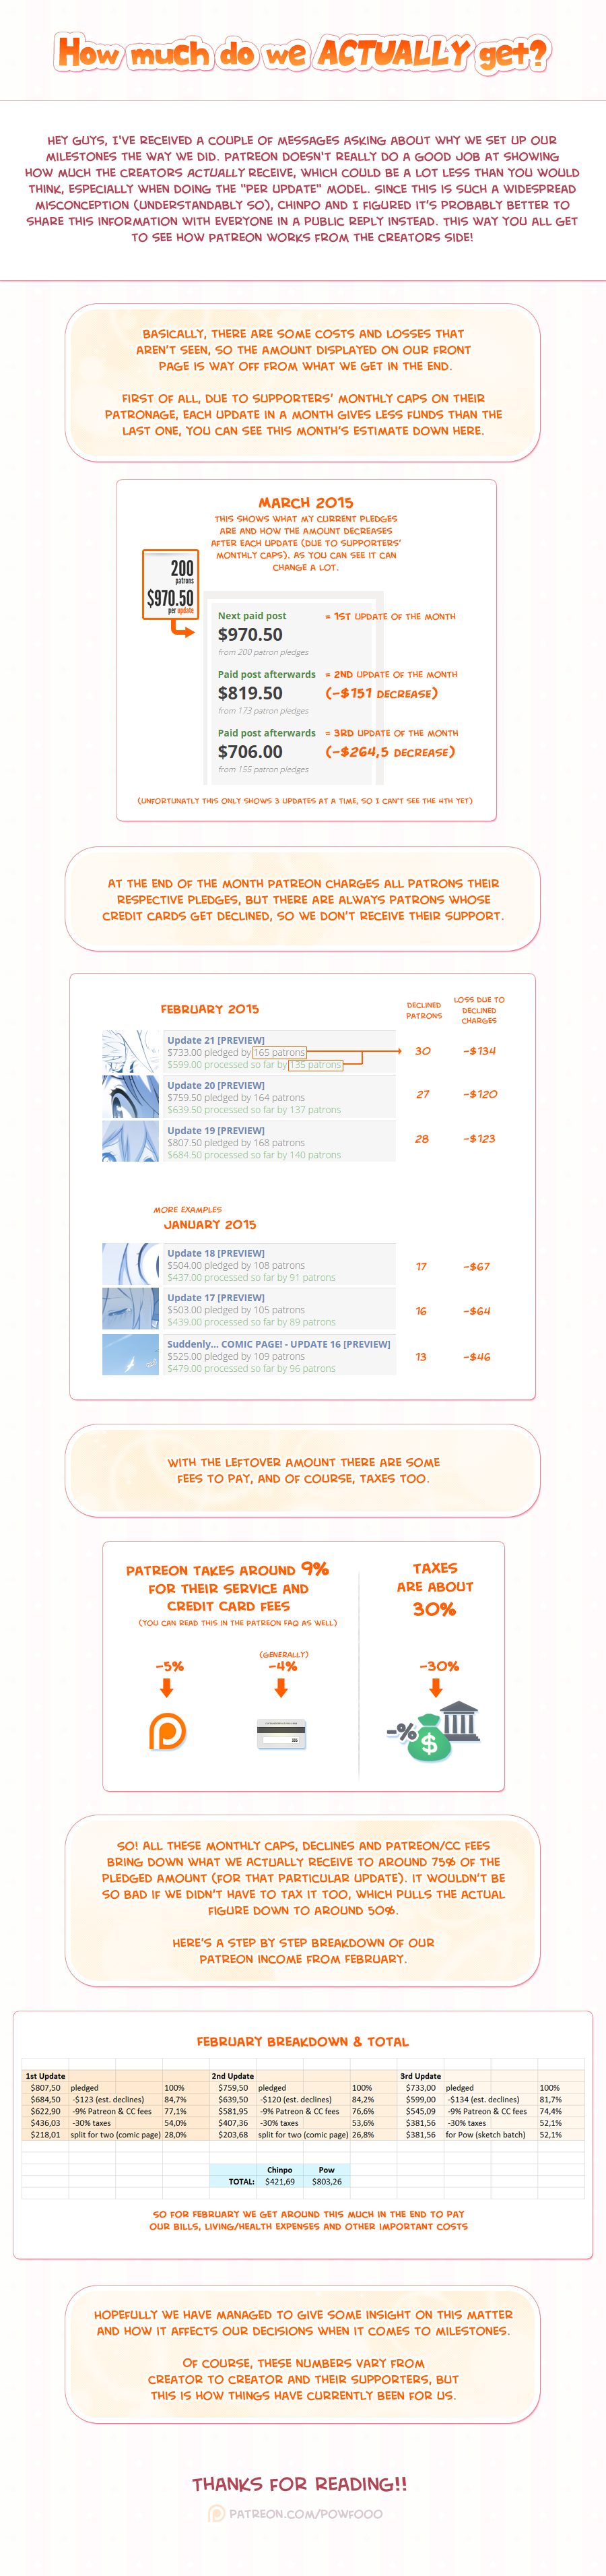 How much do we ACTUALLY get?
HEY GUYS, I'VE RECEIVED A COUPLE OF MESSAGES ASKING ABOUT WHY WE SET UP OUR
MILESTONES THE WAY WE DID. PATREON DOESN'T REALLY DO A GOOD JOB AT SHOWING
HOW MUCH THE CREATORS ACTUALLY RECEIVE, WHICH COULD BE A LOT LESS THAN YOU WOULD
THINK, ESPECIALLY WHEN DOING THE "PER UPDATE" MODEL. SINCE THIS IS SUCH A WIDESPREAD
MISCONCEPTION (UNDERSTANDABLY SO), CHINPO AND I FIGURED IT'S PROBABLY BETTER TO
SHARE THIS INFORMATION WITH EVERYONE IN A PUBLIC REPLY INSTEAD. THIS WAY YOU ALL GET
TO SEE HOW PATREON WORKS FROM THE CREATORS SIDE!
BASICALLY, THERE ARE SOME COSTS AND LOSSES THAT
AREN'T SEEN, SO THE AMOUNT DISPLAYED ON OUR FRONT
PAGE IS WAY OFF FROM WHAT WE GET IN THE END.
FIRST OF ALL, DUE TO SUPPORTERS' MONTHLY CAPS ON THEIR
PATRONAGE, EACH UPDATE IN A MONTH GIVES LESS FUNDS THAN THE
LAST ONE, YOU CAN SEE THIS MONTH'S ESTIMATE DOWN HERE.
MARCH 2015
THIS SHOWS WHAT MY CURRENT PLEDGES
ARE AND HOW THE AMOUNT DECREASES
AFTER EACH UPDATE (DUE TO SUPPORTERS'
MONTHLY CAPS). AS YOU CAN SEE IT CAN
CHANGE A LOT.
200
patrons
$970.50
per update
Next paid post = 1ST UPDATE OF THE MONTH
$970.50
from 200 patron pledges
Paid post afterwards = 2ND UPDATE OF THE MONTH
$819.50 (-$151 DECREASE)
from 173 patron pledges
Paid post afterwards = 3RD UPDATE OF THE MONTH
$706.00 (-$264,5 DECREASE)
from 155 patron pledges
(UNFORTUNATLY THIS ONLY SHOWS 3 UPDATES AT A TIME, SO I CAN'T SEE THE 4TH YET)
AT THE END OF THE MONTH PATREON CHARGES ALL PATRONS THEIR
RESPECTIVE PLEDGES, BUT THERE ARE ALWAYS PATRONS WHOSE
CREDIT CARDS GET DECLINED, SO WE DON'T RECEIVE THEIR SUPPORT.
FEBRUARY 2015
DECLINED
PATRONS
LOSS DUE TO
DECLINED
CHARGES
Update 21 [PREVIEW]
$733.00 pledged by 165 patrons 30 -$134
$599.00 processed so far by 135 patrons
Update 20 [PREVIEW]
$759.50 pledged by 164 patrons 27 -$120
$639.50 processed so far by 137 patrons
Update 19 [PREVIEW]
$807.50 pledged by 168 patrons 28 -$123
$684.50 processed so far by 140 patrons
MORE EXAMPLES
JANUARY 2015
Update 18 [PREVIEW]
$504.00 pledged by 108 patrons 17 -$67
$437.00 processed so far by 91 patrons
Update 17 [PREVIEW]
$503.00 pledged by 105 patrons 16 -$64
$439.00 processed so far by 89 patrons
Suddenly... COMIC PAGE! - UPDATE 16 [PREVIEW]
$525.00 pledged by 109 patrons 13 -$46
$479.00 processed so far by 96 patrons
WITH THE LEFTOVER AMOUNT THERE ARE SOME
FEES TO PAY, AND OF COURSE, TAXES TOO.
PATREON TAKES AROUND 9%
FOR THEIR SERVICE AND
CREDIT CARD FEES
(YOU CAN READ THIS IN THE PATREON FAQ AS WELL)
-5%
(GENERALLY)
-4%
TAXES
ARE ABOUT
30%
-30%
-%
$
SO! ALL THESE MONTHLY CAPS, DECLINES AND PATREON/CC FEES
BRING DOWN WHAT WE ACTUALLY RECEIVE TO AROUND 75% OF THE
PLEDGED AMOUNT (FOR THAT PARTICULAR UPDATE). IT WOULDN'T BE
SO BAD IF WE DIDN'T HAVE TO TAX IT TOO, WHICH PULLS THE ACTUAL
FIGURE DOWN TO AROUND 50%.
HERE'S A STEP BY STEP BREAKDOWN OF OUR
PATREON INCOME FROM FEBRUARY.
FEBRUARY BREAKDOWN & TOTAL
1st Update 2nd Update 3rd Update
$807,50 pledged 100% $759,50 pledged 100% $733,00 pledged 100%
$684,50 -$123 (est. declines) 84,7% $639,50 -$120 (est. declines) 84,2% $599,00 -$134 (est. declines) 81,7%
$622,90 -9% Patreon & CC fees 77,1% $581,95 -9% Patreon & CC fees 76,6% $545,09 -9% Patreon & CC fees 74,4%
$436,03 -30% taxes 54,0% $407,36 -30% taxes 53,6% $381,56 -30% taxes 52,1%
$218,01 split for two (comic page) 28,0% $203,68 split for two (comic page) 26,8% $381,56 for Pow (sketch batch) 52,1%
Chinpo Pow
TOTAL: $421,69 $803,26
SO FOR FEBRUARY WE GET AROUND THIS MUCH IN THE END TO PAY
OUR BILLS, LIVING/HEALTH EXPENSES AND OTHER IMPORTANT COSTS
HOPEFULLY WE HAVE MANAGED TO GIVE SOME INSIGHT ON THIS MATTER
AND HOW IT AFFECTS OUR DECISIONS WHEN IT COMES TO MILESTONES.
OF COURSE, THESE NUMBERS VARY FROM
CREATOR TO CREATOR AND THEIR SUPPORTERS, BUT
THIS IS HOW THINGS HAVE CURRENTLY BEEN FOR US.
THANKS FOR READING!!
PATREON.COM/POWFOOO